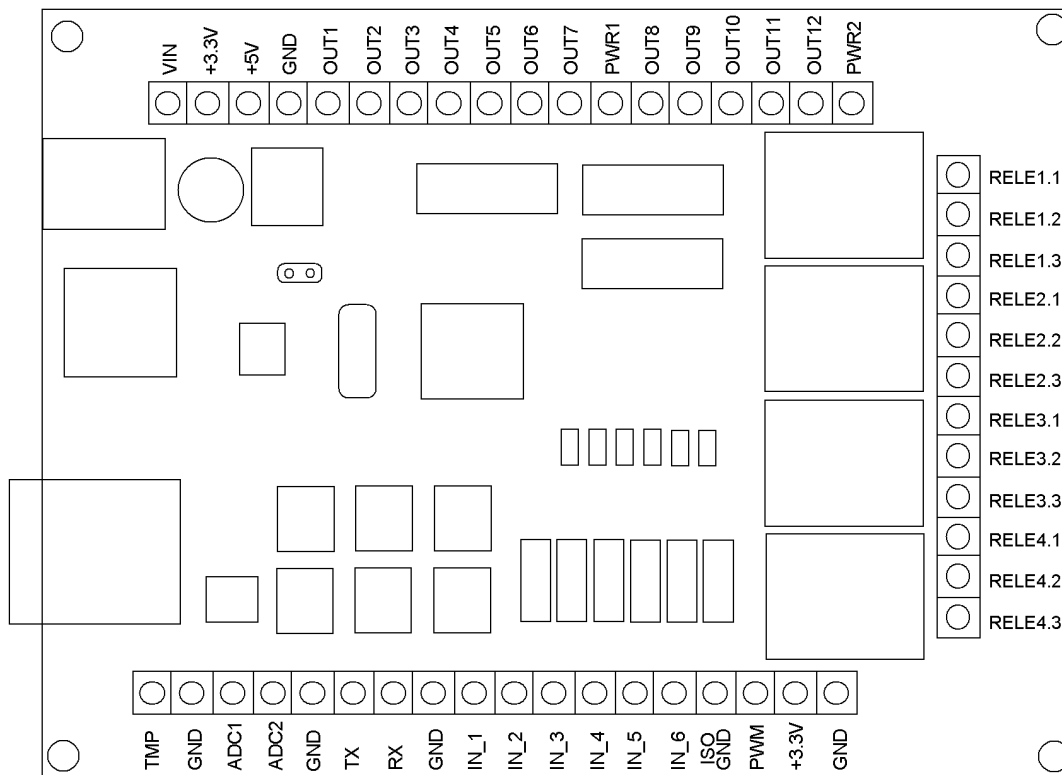 VIN
+3.3V
+5V
GND
OUT1
OUT2
OUT3
OUT4
OUT5
OUT6
OUT7
PWR1
OUT8
OUT9
OUT10
OUT11
OUT12
PWR2
RELE1.1
RELE1.2
RELE1.3
RELE2.1
RELE2.2
RELE2.3
RELE3.1
RELE3.2
RELE3.3
RELE4.1
RELE4.2
RELE4.3
TMP
GND
ADC1
ADC2
GND
TX
RX
GND
IN_1
IN_2
IN_3
IN_4
IN_5
IN_6
ISO
GND
PWM
+3.3V
GND